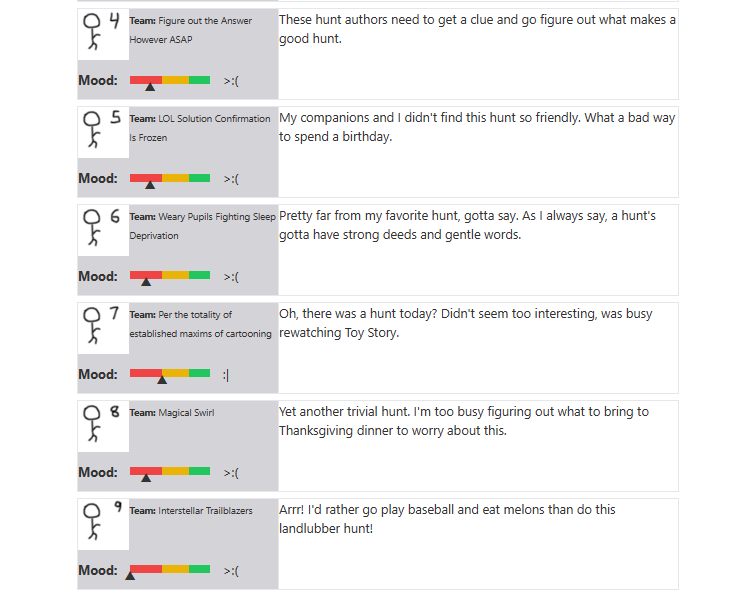 4
Team: Figure out the Answer
However ASAP
Mood: >:(
These hunt authors need to get a clue and go figure out what makes a
good hunt.
5
Team: LOL Solution Confirmation
Is Frozen
Mood: >:(
My companions and I didn't find this hunt so friendly. What a bad way
to spend a birthday.
6
Team: Weary Pupils Fighting Sleep
Deprivation
Mood: >:(
Pretty far from my favorite hunt, gotta say. As I always say, a hunt's
gotta have strong deeds and gentle words.
7
Team: Per the totality of
established maxims of cartooning
Mood: :|
Oh, there was a hunt today? Didn't seem too interesting, was busy
rewatching Toy Story.
8
Team: Magical Swirl
Mood: >:(
Yet another trivial hunt. I'm too busy figuring out what to bring to
Thanksgiving dinner to worry about this.
9
Team: Interstellar Trailblazers
Mood: >:(
Arrr! I'd rather go play baseball and eat melons than do this
landlubber hunt!